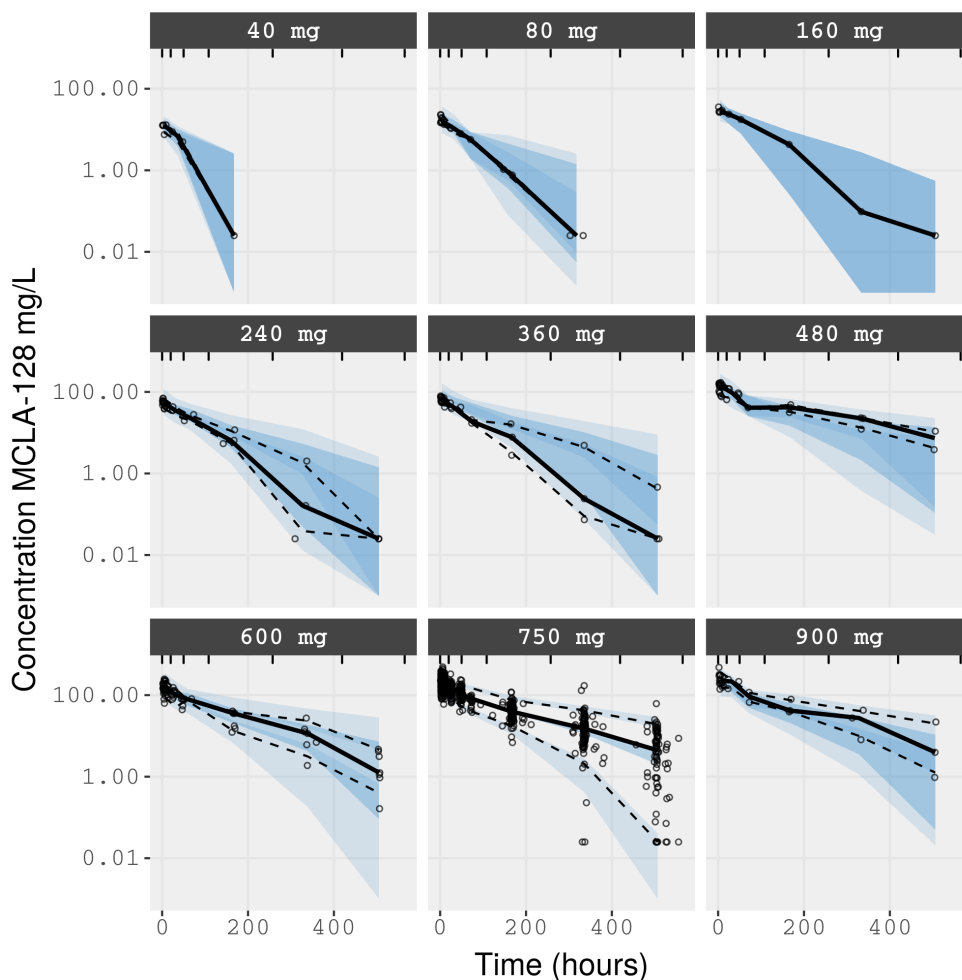 40 mg 80 mg 160 mg
100.00
1.00
0.01
240 mg 360 mg 480 mg
100.00
1.00
0.01
Concentration MCLA-128 mg/L
600 mg 750 mg 900 mg
100.00
1.00
0.01
0 200 400 0 200 400 0 200 400
Time (hours)